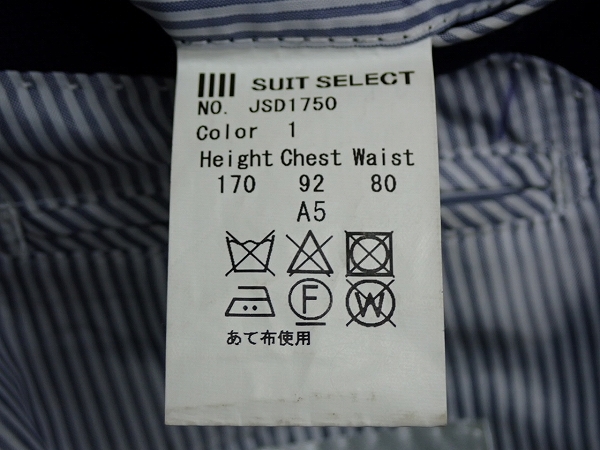 SUIT SELECT
NO. JSD1750
Color 1
Height Chest Waist
170 92 80
A5
F W
あて布使用